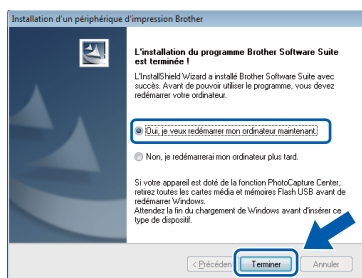 Installation d'un périphérique d'impression Brother
L'installation du programme Brother Software Suite
est terminée !
L'InstallShield Wizard a installé Brother Software Suite avec
succès. Avant de pouvoir utiliser le programme, vous devez
redémarrer votre ordinateur.
Oui, je veux redémarrer mon ordinateur maintenant.
Non, je redémarrerai mon ordinateur plus tard.
Si votre appareil est doté de la fonction PhotoCapture Center,
retirez toutes les cartes média et mémoires Flash USB avant de
redémarrer Windows.
Attendez la fin du chargement de Windows avant d'insérer ce
type de dispositif.
< Précéden Terminer Annuler